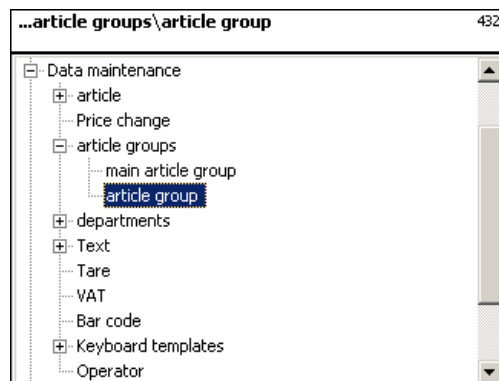 ...article groups\article group 432
Data maintenance
article
Price change
article groups
main article group
article group
departments
Text
Tare
VAT
Bar code
Keyboard templates
Operator